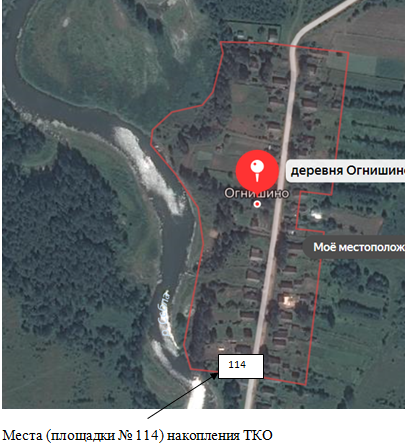 деревня Огнишино
Огнишино
Моё местополож
114
Места (площадки № 114) накопления ТКО